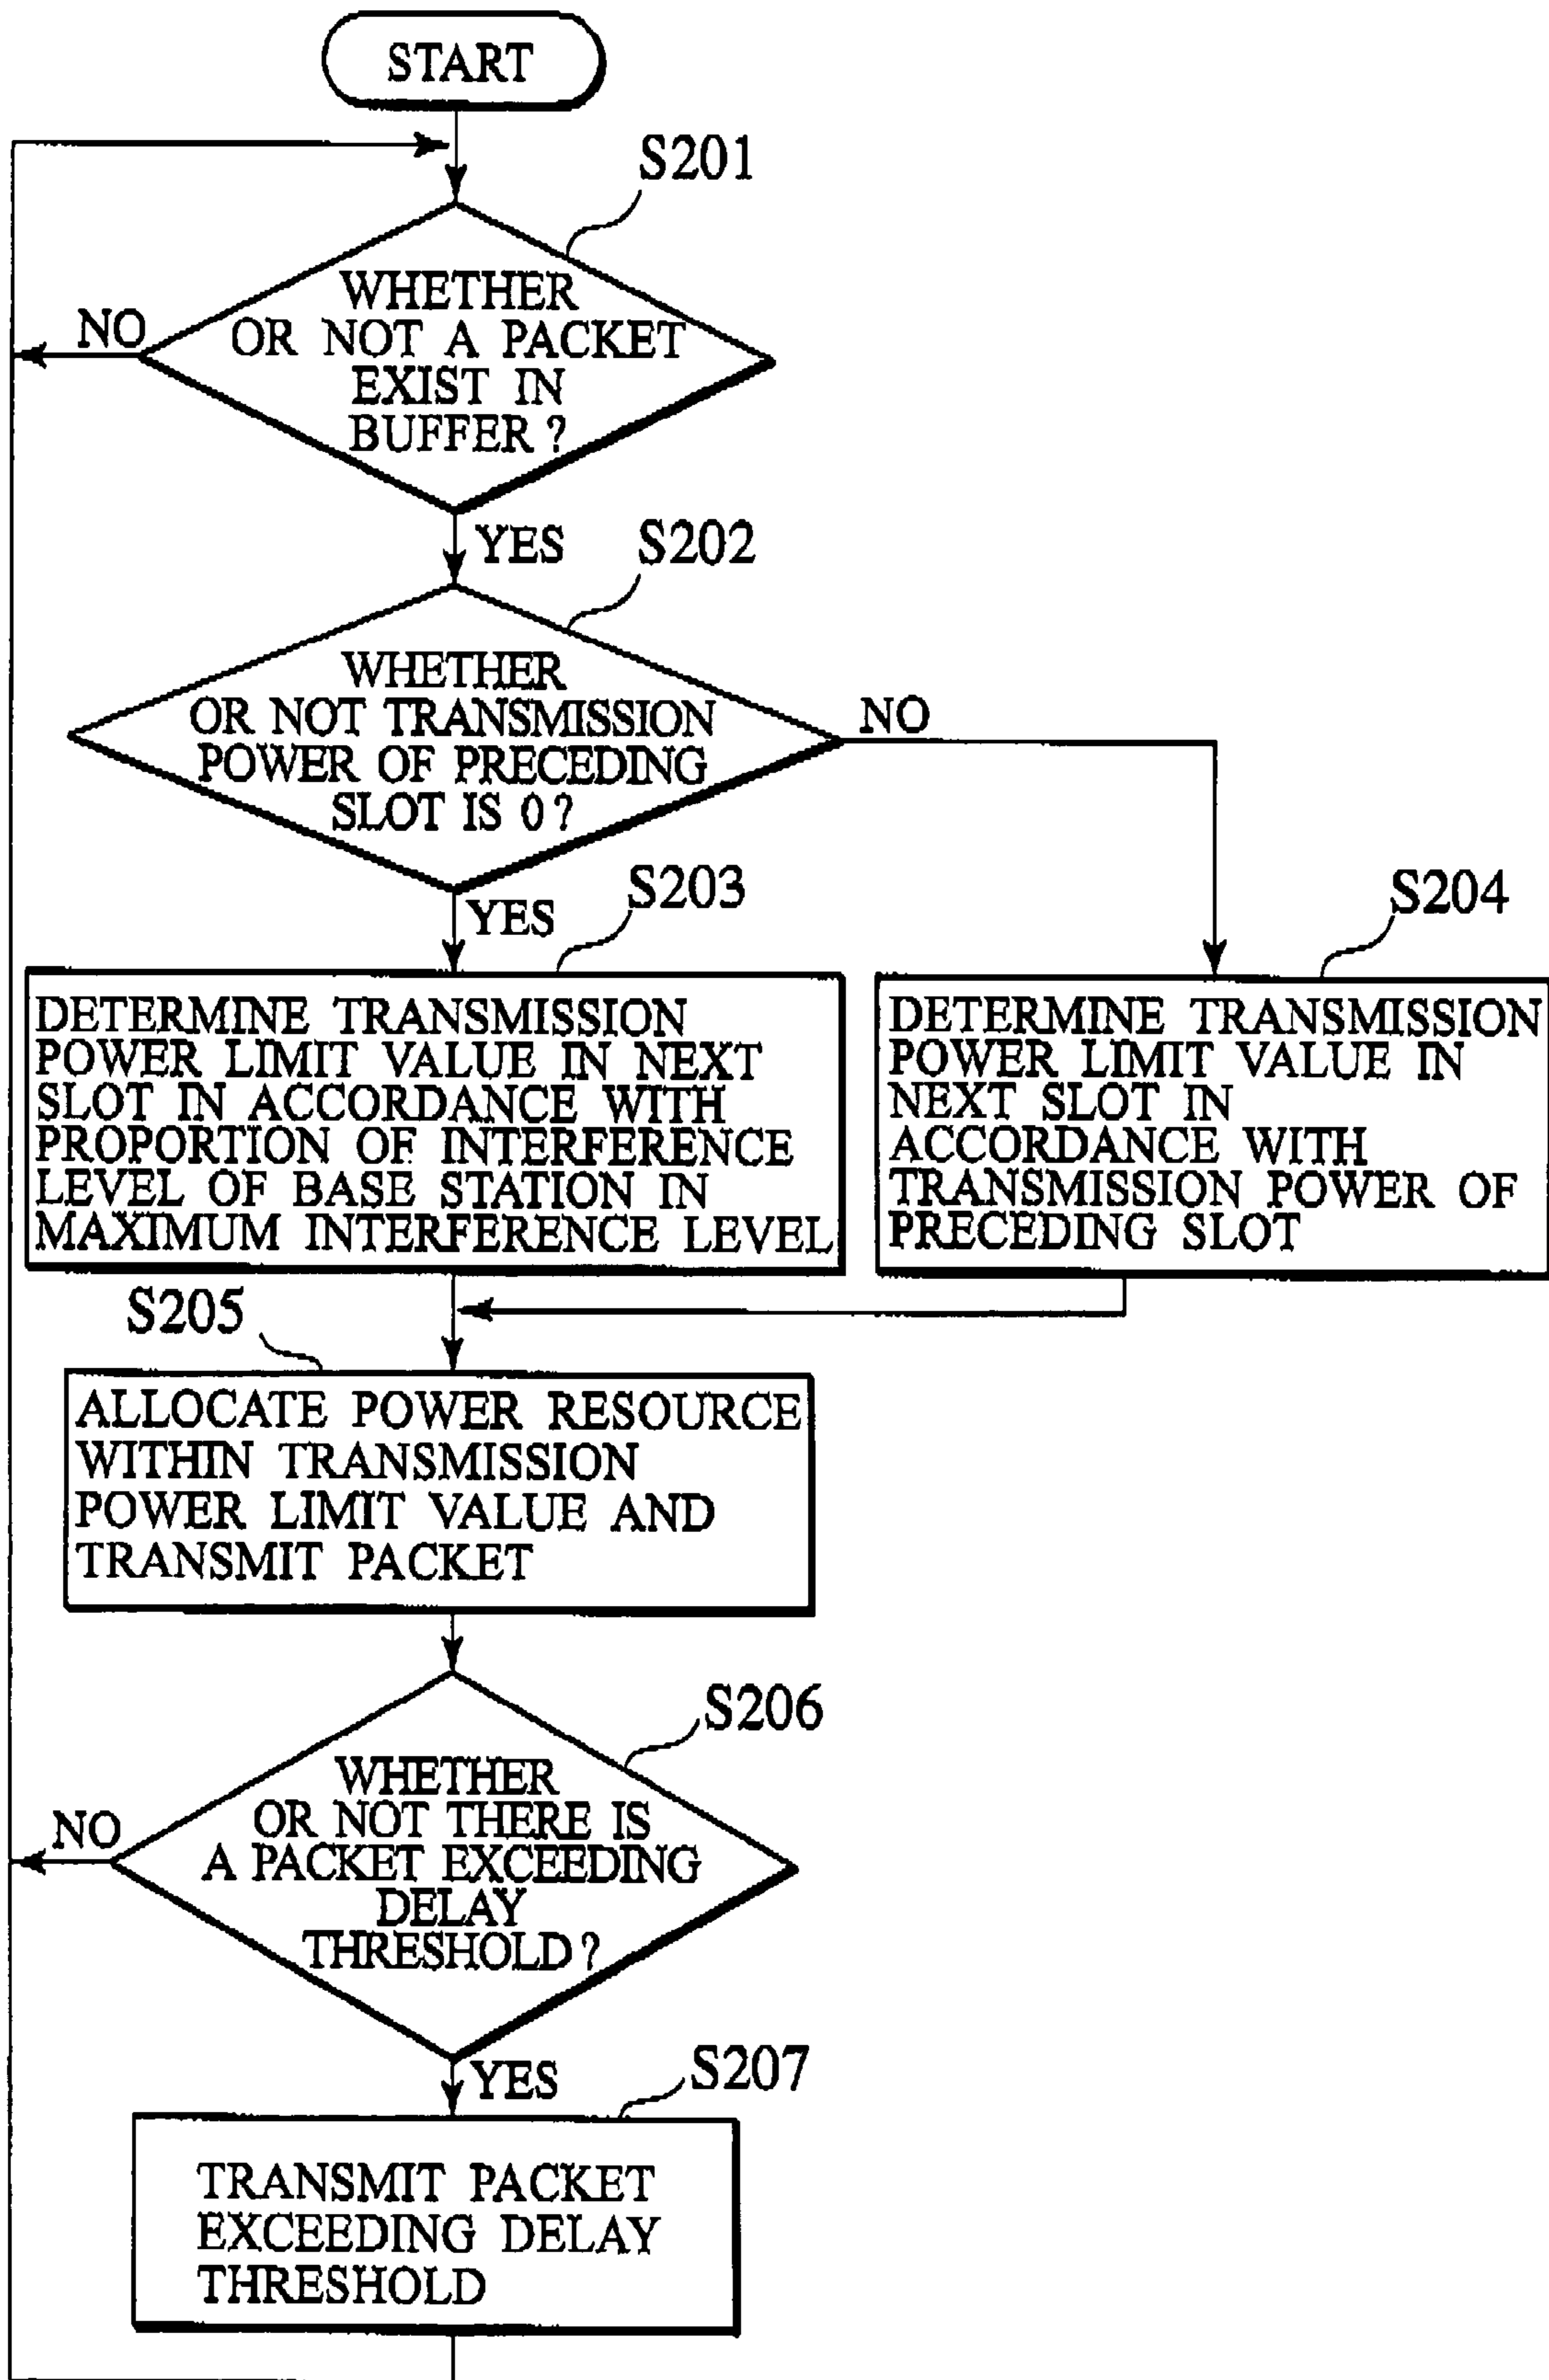 START
S201
WHETHER
OR NOT A PACKET
EXIST IN
BUFFER?
NO
YES
S202
WHETHER
OR NOT TRANSMISSION
POWER OF PRECEDING
SLOT IS 0?
NO
YES
S203
S204
DETERMINE TRANSMISSION
POWER LIMIT VALUE IN NEXT
SLOT IN ACCORDANCE WITH
PROPORTION OF INTERFERENCE
LEVEL OF BASE STATION IN
MAXIMUM INTERFERENCE LEVEL
DETERMINE TRANSMISSION
POWER LIMIT VALUE IN
NEXT SLOT IN
ACCORDANCE WITH
TRANSMISSION POWER OF
PRECEDING SLOT
S205
ALLOCATE POWER RESOURCE
WITHIN TRANSMISSION
POWER LIMIT VALUE AND
TRANSMIT PACKET
S206
WHETHER
OR NOT THERE IS
A PACKET EXCEEDING
DELAY
THRESHOLD?
NO
YES
S207
TRANSMIT PACKET
EXCEEDING DELAY
THRESHOLD